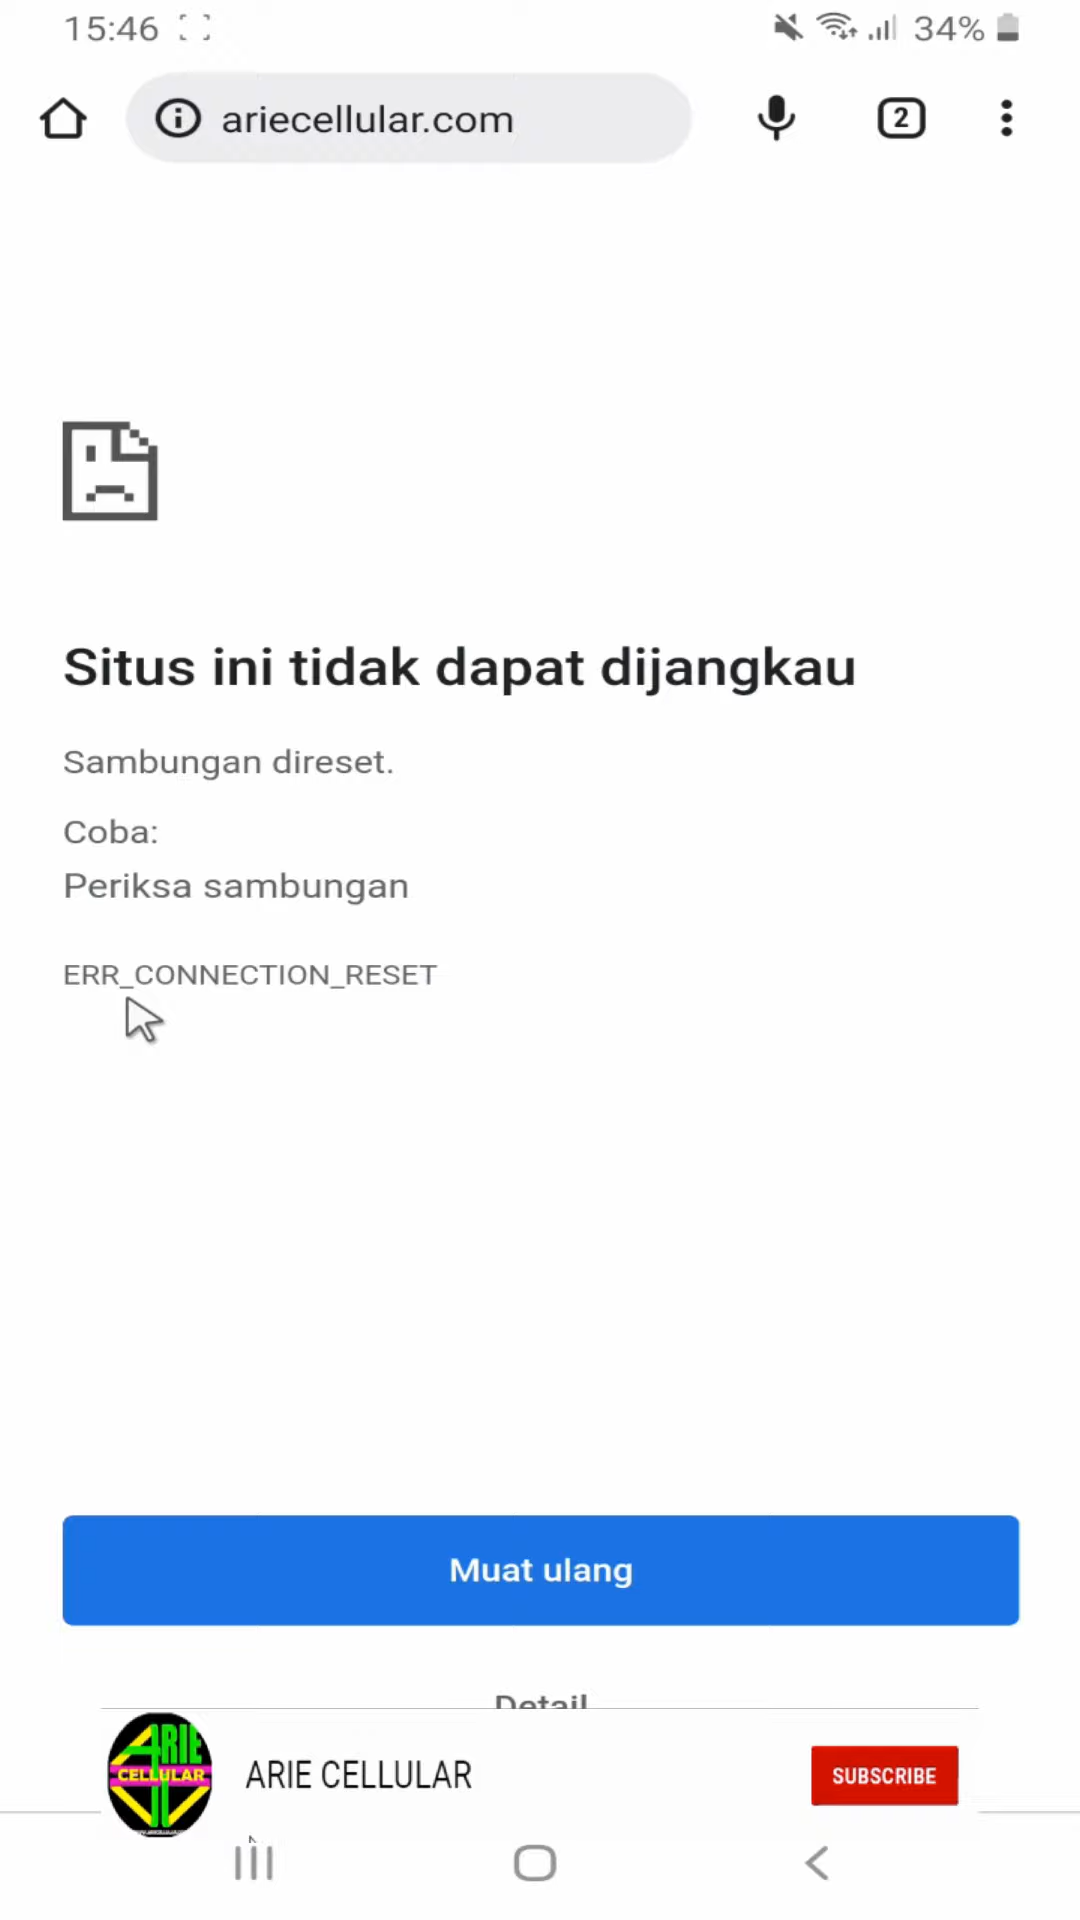 15:46
34%
ariecellular.com
2
Situs ini tidak dapat dijangkau
Sambungan direset.
Coba:
Periksa sambungan
ERR_CONNECTION_RESET
Muat ulang
Detail
ARIE
CELLULAR
ARIE CELLULAR
SUBSCRIBE